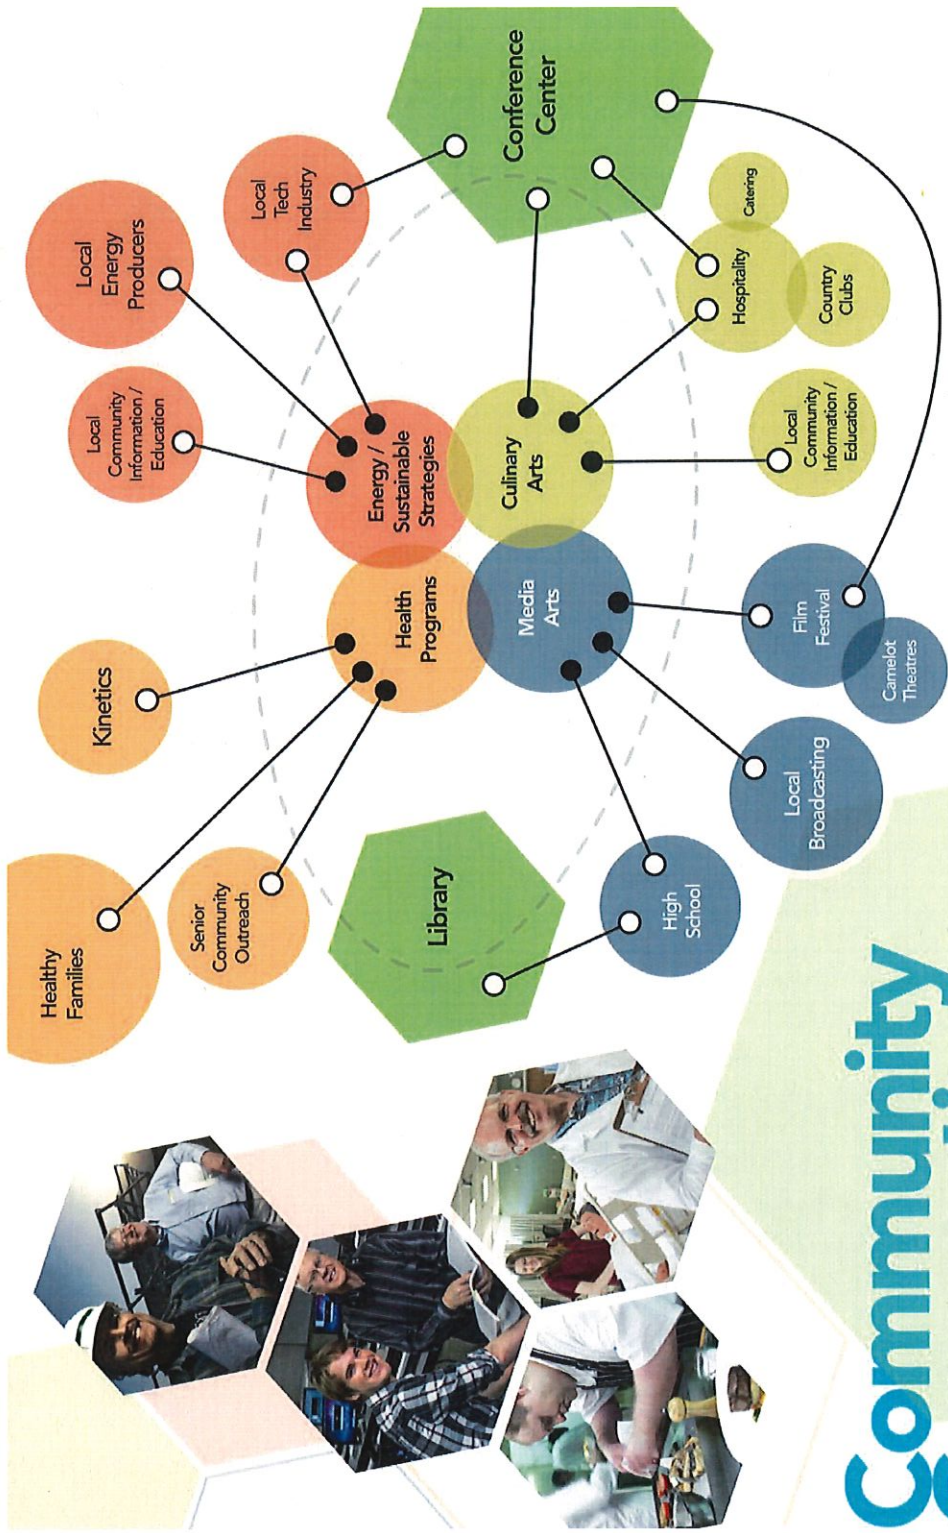 Healthy
Families
Kinetics
Local
Community
Information /
Education
Local
Energy
Producers
Senior
Community
Outreach
Local
Tech
Industry
Health
Programs
Energy /
Sustainable
Strategies
Library
Media
Arts
Culinary
Arts
Conference
Center
High
School
Local
Broadcasting
Film
Festival
Camelot
Theatres
Local
Community
Information /
Education
Hospitality
Catering
Country
Clubs
Community